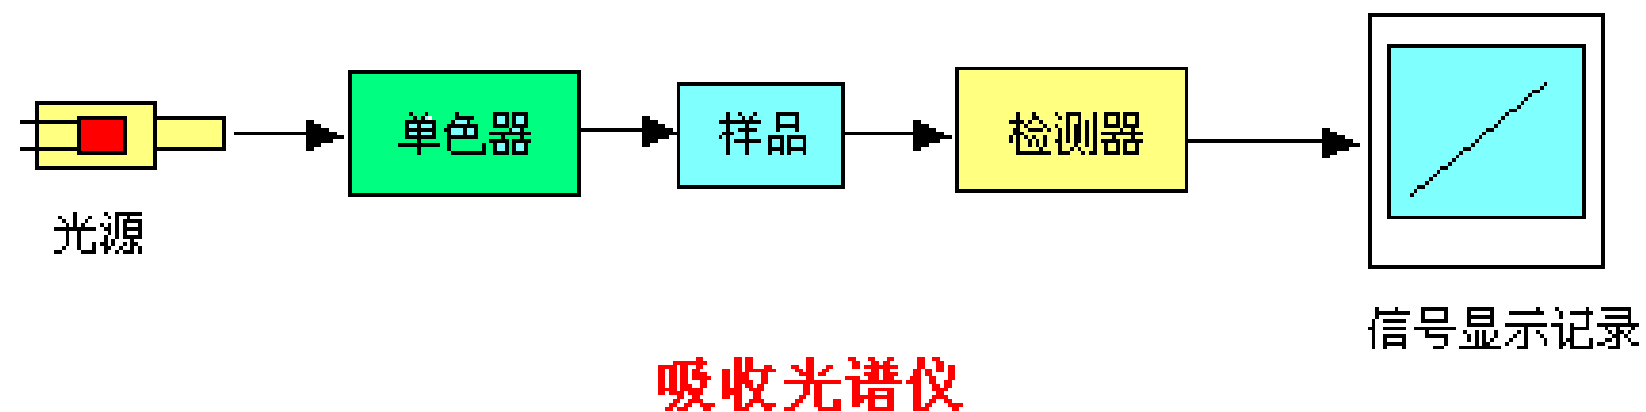 单色器
样品
检测器
光源
信号显示记录
吸收光谱仪